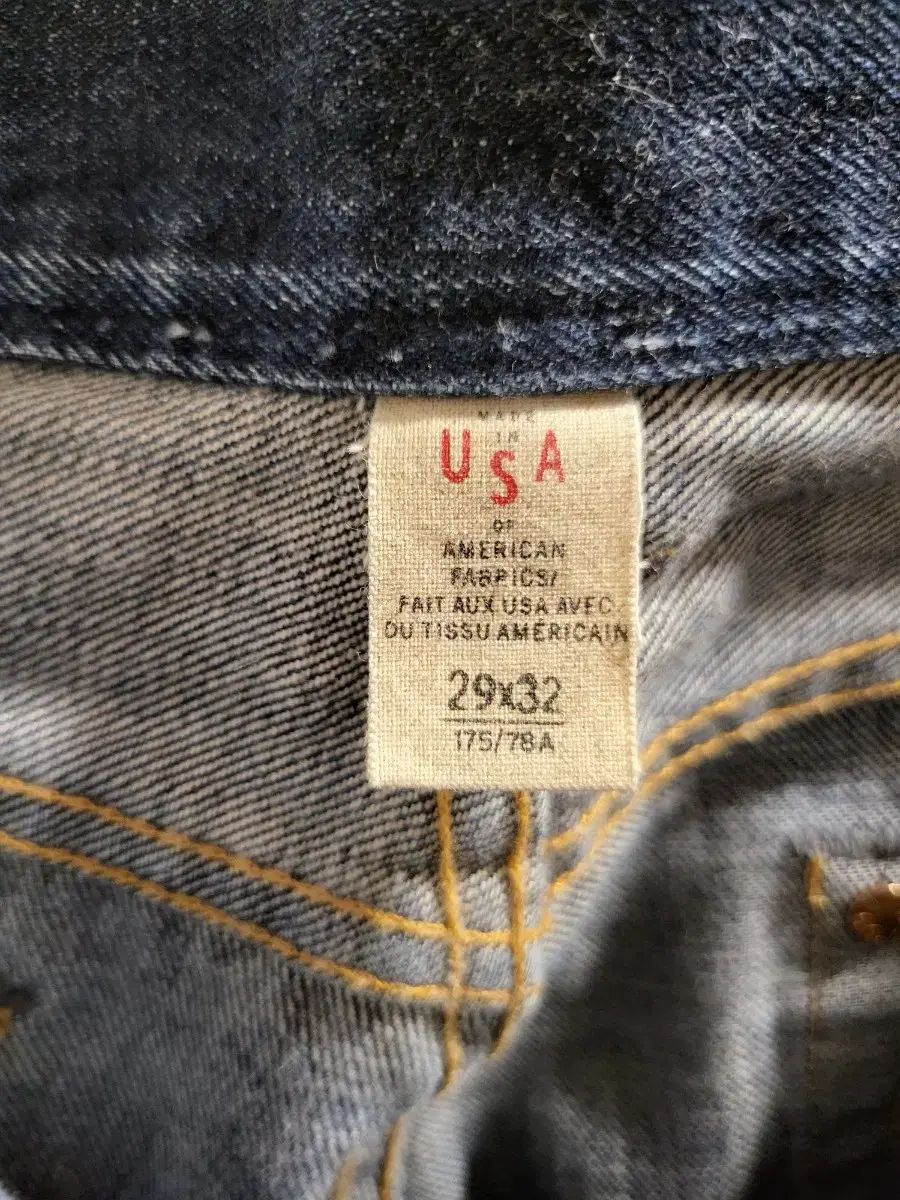 MADE
IN
USA
OF
AMERICAN
FABRICS/
FAIT AUX USA AVEC
DU TISSU AMÉRICAIN
29x32
175/78A